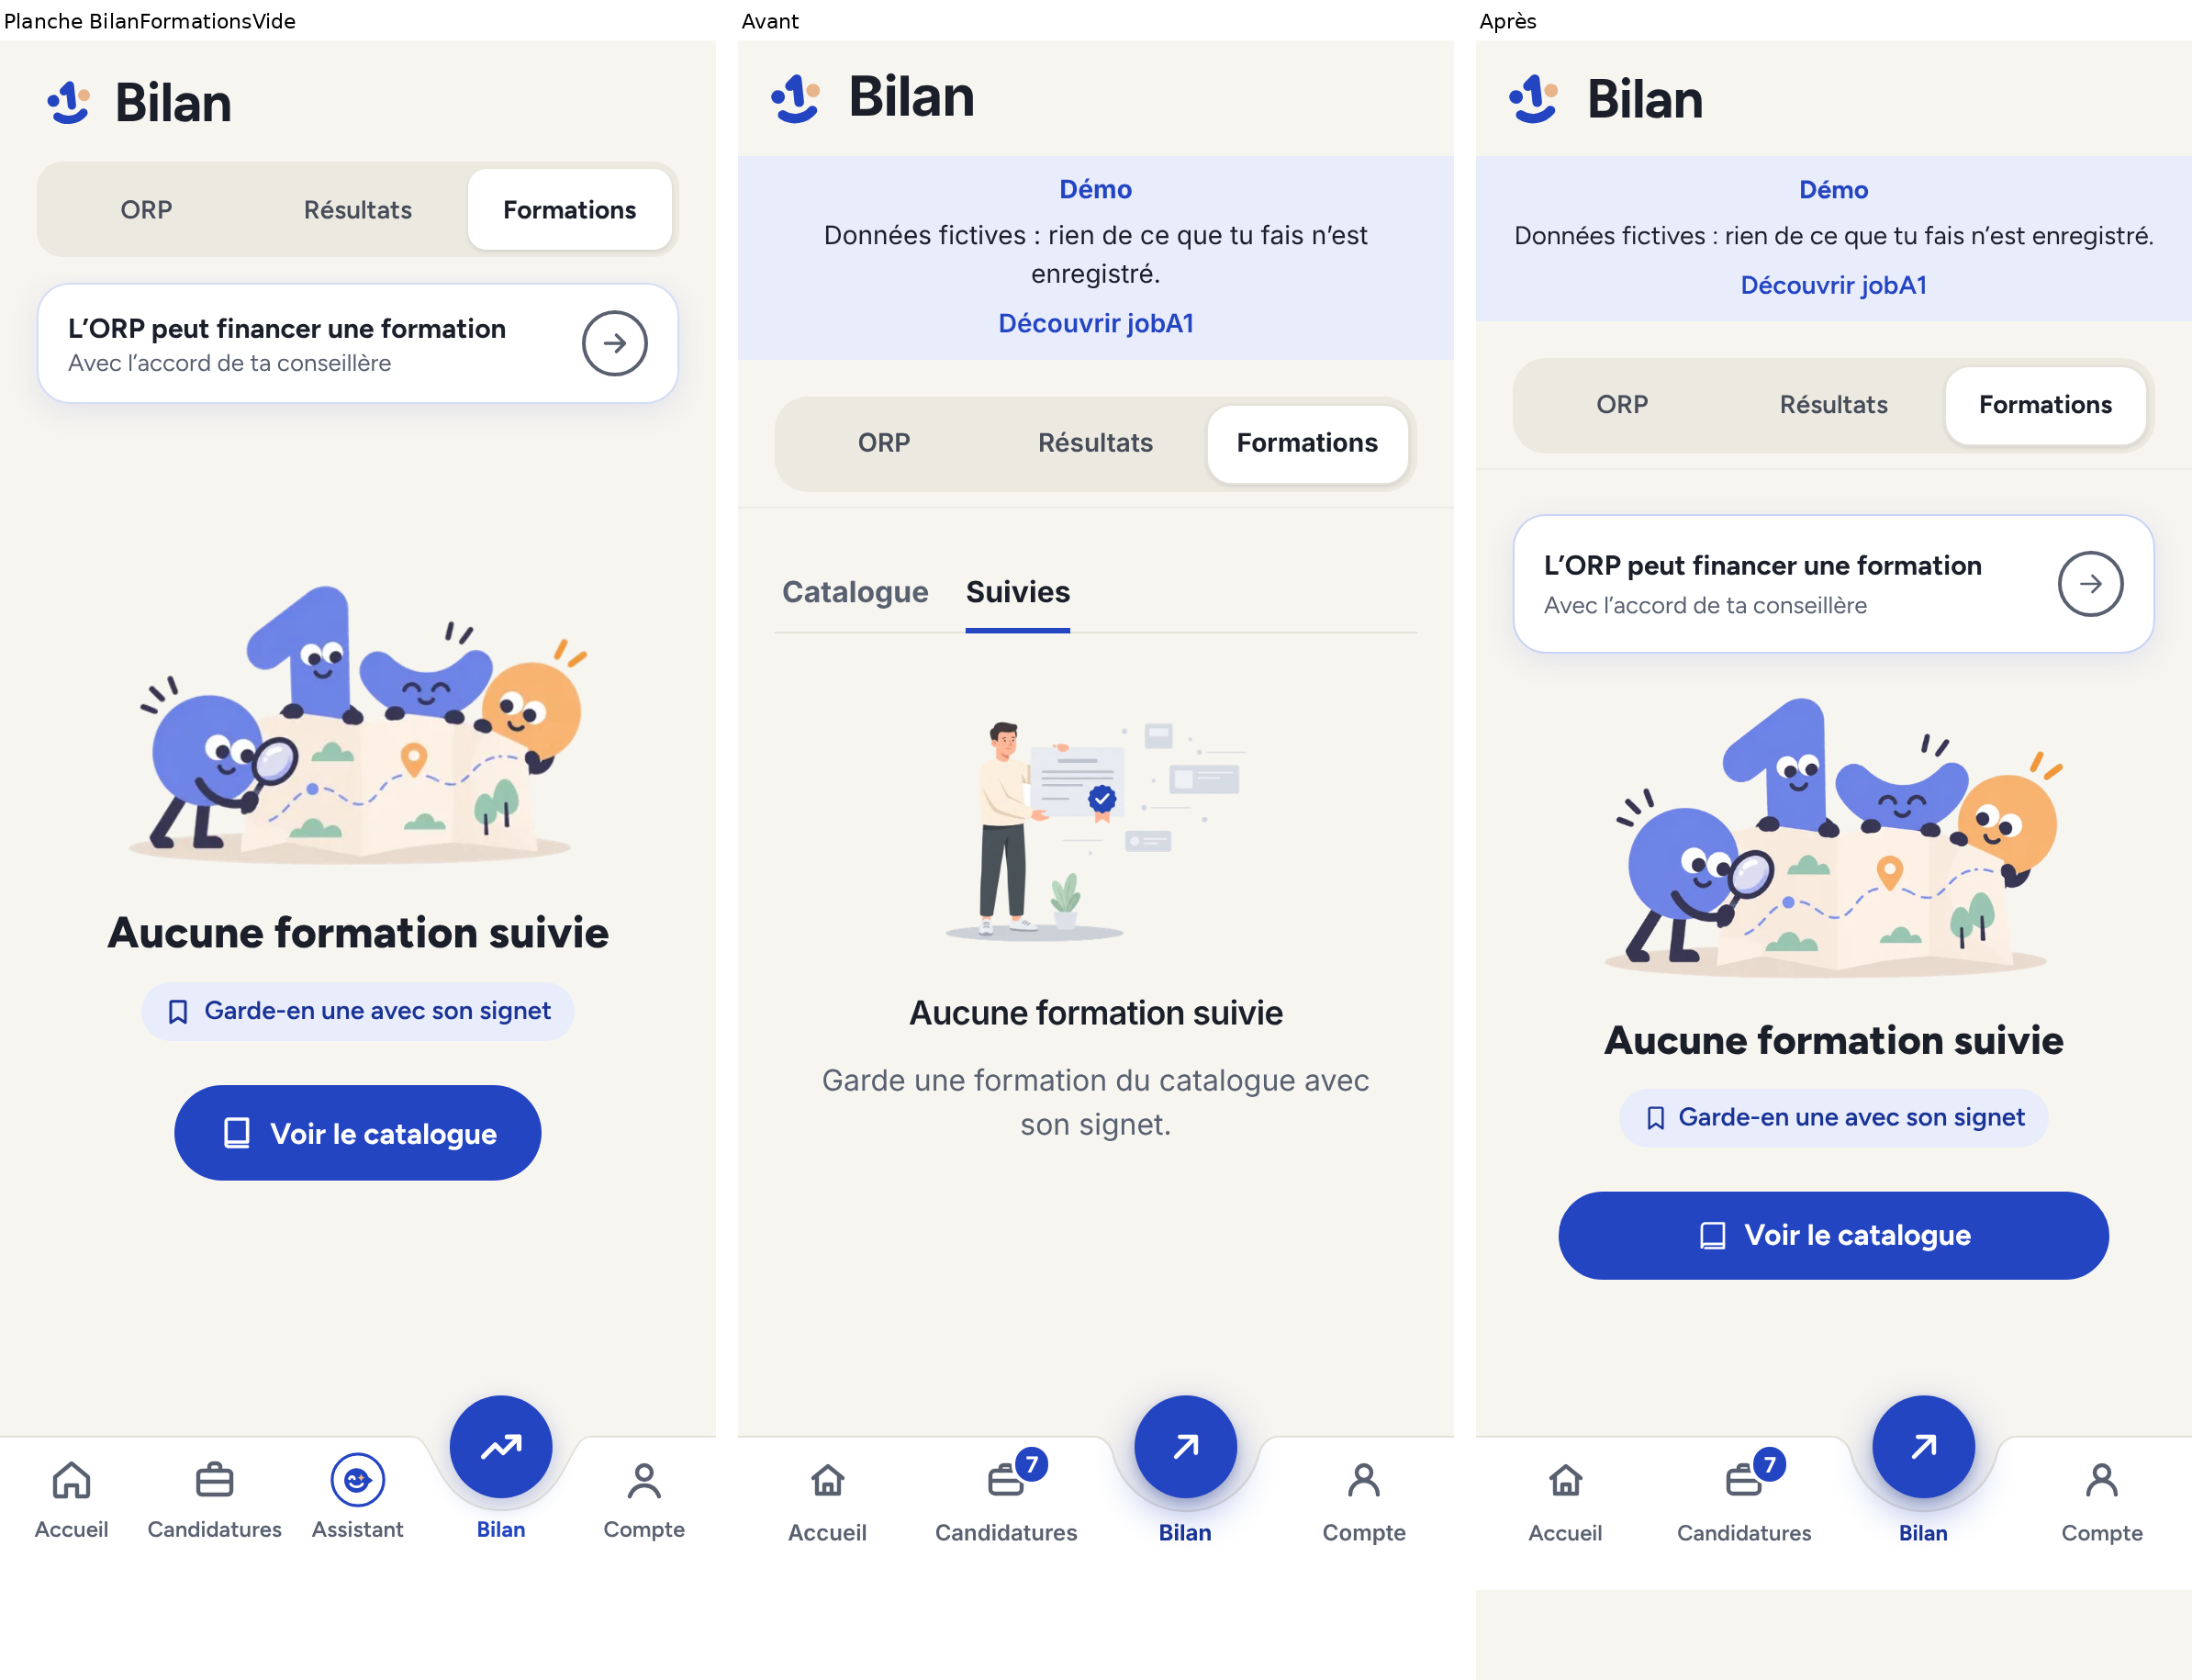 Planche BilanFormationsVide
Bilan
ORP
Résultats
Formations
L’ORP peut financer une formation
Avec l’accord de ta conseillère
Aucune formation suivie
Garde-en une avec son signet
Voir le catalogue
Accueil
Candidatures
Assistant
Bilan
Compte
Avant
Bilan
Démo
Données fictives : rien de ce que tu fais n’est
enregistré.
Découvrir jobA1
ORP
Résultats
Formations
Catalogue
Suivies
Aucune formation suivie
Garde une formation du catalogue avec
son signet.
7
Accueil
Candidatures
Bilan
Compte
Après
Bilan
Démo
Données fictives : rien de ce que tu fais n’est enregistré.
Découvrir jobA1
ORP
Résultats
Formations
L’ORP peut financer une formation
Avec l’accord de ta conseillère
Aucune formation suivie
Garde-en une avec son signet
Voir le catalogue
7
Accueil
Candidatures
Bilan
Compte